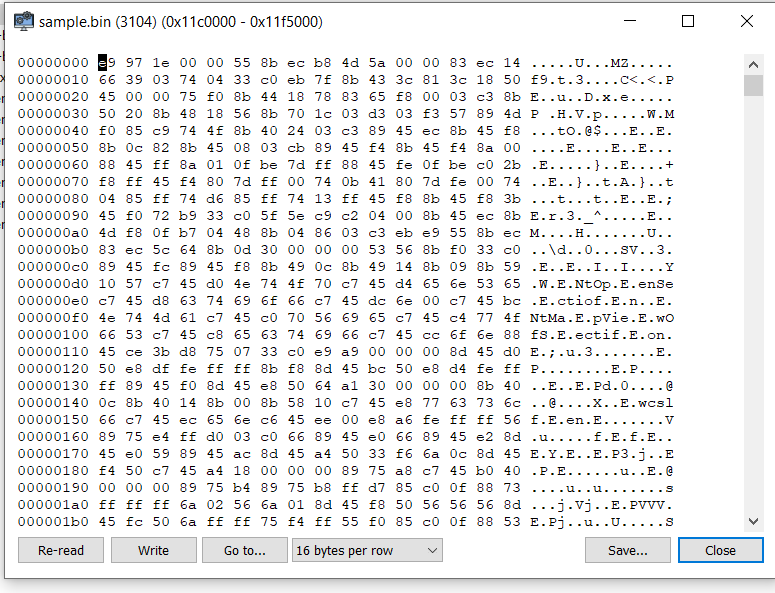 sample.bin (3104) (0x11c0000 - 0x11f5000)
00000000 e9 97 1e 00 00 55 8b ec b8 4d 5a 00 00 83 ec 14 .....U...MZ.....
00000010 66 39 03 74 04 33 c0 eb 7f 8b 43 3c 81 3c 18 50 f9.t.3....C<.<.P
00000020 45 00 00 75 f0 8b 44 18 78 83 65 f8 00 03 c3 8b E..u..D.x.e.....
00000030 50 20 8b 48 18 56 8b 70 1c 03 d3 03 f3 57 89 4d P .H.V.p.....W.M
00000040 f0 85 c9 74 4f 8b 40 24 03 c3 89 45 ec 8b 45 f8 ...tO.@$...E..E.
00000050 8b 0c 82 8b 45 08 03 cb 89 45 f4 8b 45 f4 8a 00 ....E....E..E...
00000060 88 45 ff 8a 01 0f be 7d ff 88 45 fe 0f be c0 2b .E.....}..E....+
00000070 f8 ff 45 f4 80 7d ff 00 74 0b 41 80 7d fe 00 74 ..E..}..t.A.}..t
00000080 04 85 ff 74 d6 85 ff 74 13 ff 45 f8 8b 45 f8 3b ...t...t..E..E.;
00000090 45 f0 72 b9 33 c0 5f 5e c9 c2 04 00 8b 45 ec 8b E.r.3._^.....E..
000000a0 4d f8 0f b7 04 48 8b 04 86 03 c3 eb e9 55 8b ec M....H.......U..
000000b0 83 ec 5c 64 8b 0d 30 00 00 00 53 56 8b f0 33 c0 ..\d..0...SV..3.
000000c0 89 45 fc 89 45 f8 8b 49 0c 8b 49 14 8b 09 8b 59 .E..E..I..I....Y
000000d0 10 57 c7 45 d0 4e 74 4f 70 c7 45 d4 65 6e 53 65 .W.E.NtOp.E.enSe
000000e0 c7 45 d8 63 74 69 6f 66 c7 45 dc 6e 00 c7 45 bc .E.ctiof.E.n..E.
000000f0 4e 74 4d 61 c7 45 c0 70 56 69 65 c7 45 c4 77 4f NtMa.E.pVie.E.wO
00000100 66 53 c7 45 c8 65 63 74 69 66 c7 45 cc 6f 6e 88 fS.E.ectif.E.on.
00000110 45 ce 3b d8 75 07 33 c0 e9 a9 00 00 00 8d 45 d0 E.;.u.3.......E.
00000120 50 e8 df fe ff ff 8b f8 8d 45 bc 50 e8 d4 fe ff P........E.P....
00000130 ff 89 45 f0 8d 45 e8 50 64 a1 30 00 00 00 8b 40 ..E..E.Pd.0....@
00000140 0c 8b 40 14 8b 00 8b 58 10 c7 45 e8 77 63 73 6c ..@....X..E.wcsl
00000150 66 c7 45 ec 65 6e c6 45 ee 00 e8 a6 fe ff ff 56 f.E.en.E.......V
00000160 89 75 e4 ff d0 03 c0 66 89 45 e0 66 89 45 e2 8d .u.....f.E.f.E..
00000170 45 e0 59 89 45 ac 8d 45 a4 50 33 f6 6a 0c 8d 45 E.Y.E..E.P3.j..E
00000180 f4 50 c7 45 a4 18 00 00 00 89 75 a8 c7 45 b0 40 .P.E......u..E.@
00000190 00 00 00 89 75 b4 89 75 b8 ff d7 85 c0 0f 88 73 ....u..u.......s
000001a0 ff ff ff 6a 02 56 6a 01 8d 45 f8 50 56 56 56 8d ...j.Vj..E.PVVV.
000001b0 45 fc 50 6a ff ff 75 f4 ff 55 f0 85 c0 0f 88 53 E.Pj..u..U.....S
Re-read Write Go to... 16 bytes per row Save... Close